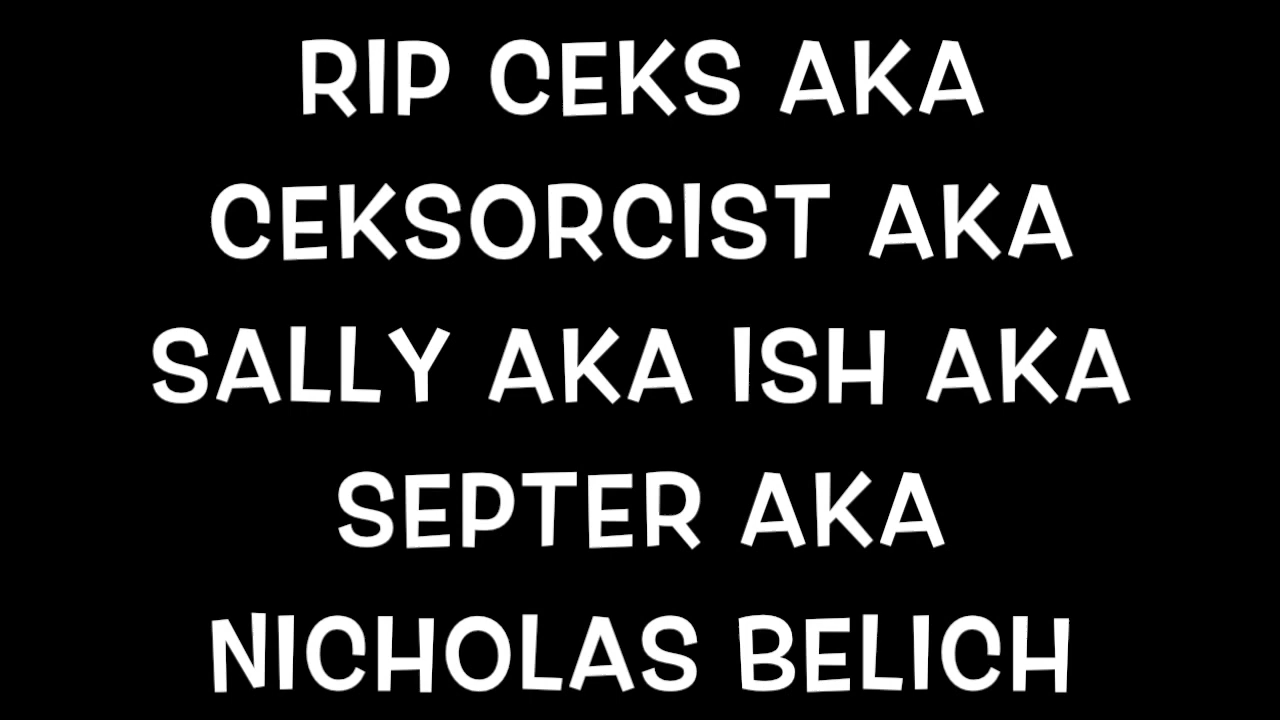 RIP CEKS AKA
CEKSORCIST AKA
SALLY AKA ISH AKA
SEPTER AKA
NICHOLAS BELICH